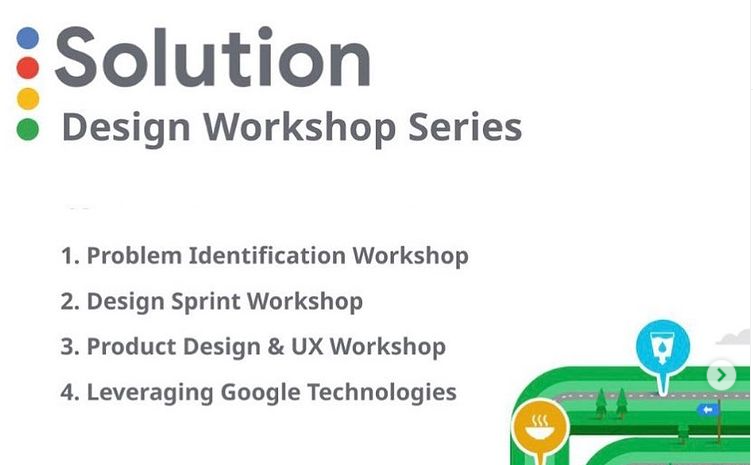 Solution
Design Workshop Series
1. Problem Identification Workshop
2. Design Sprint Workshop
3. Product Design & UX Workshop
4. Leveraging Google Technologies